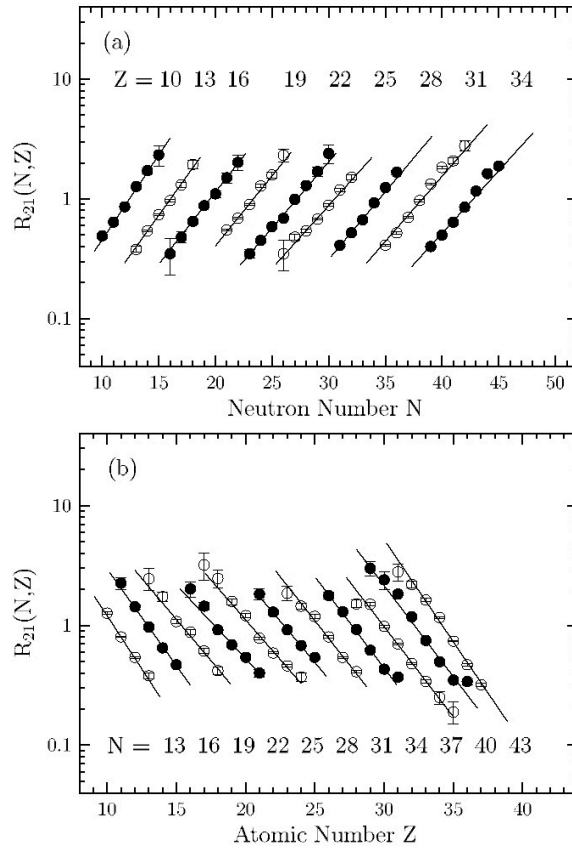 (a)
Z = 10 13 16 19 22 25 28 31 34
10
1
0.1
R21(N,Z)
10 15 20 25 30 35 40 45 50
Neutron Number N
(b)
10
1
0.1
R21(N,Z)
N = 13 16 19 22 25 28 31 34 37 40 43
10 15 20 25 30 35 40 45 50
Atomic Number Z